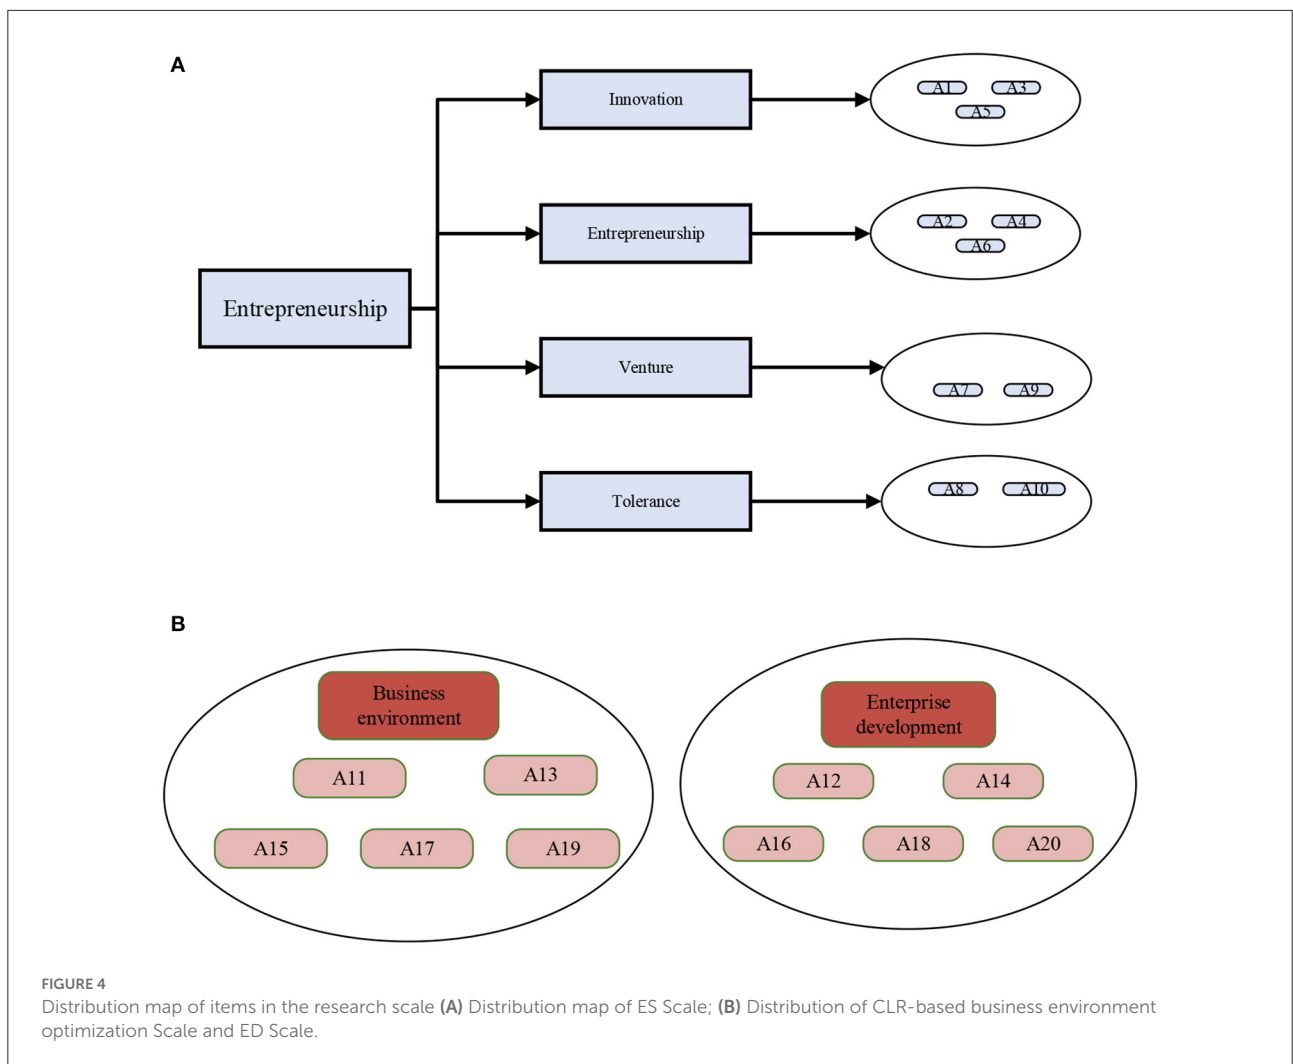 A
Innovation
A1 A3
A5
Entrepreneurship
A2 A4
A6
Entrepreneurship
Venture
A7 A9
Tolerance
A8 A10
B
Business
environment
A11 A13
A15 A17 A19
Enterprise
development
A12 A14
A16 A18 A20
FIGURE 4
Distribution map of items in the research scale (A) Distribution map of ES Scale; (B) Distribution of CLR-based business environment
optimization Scale and ED Scale.